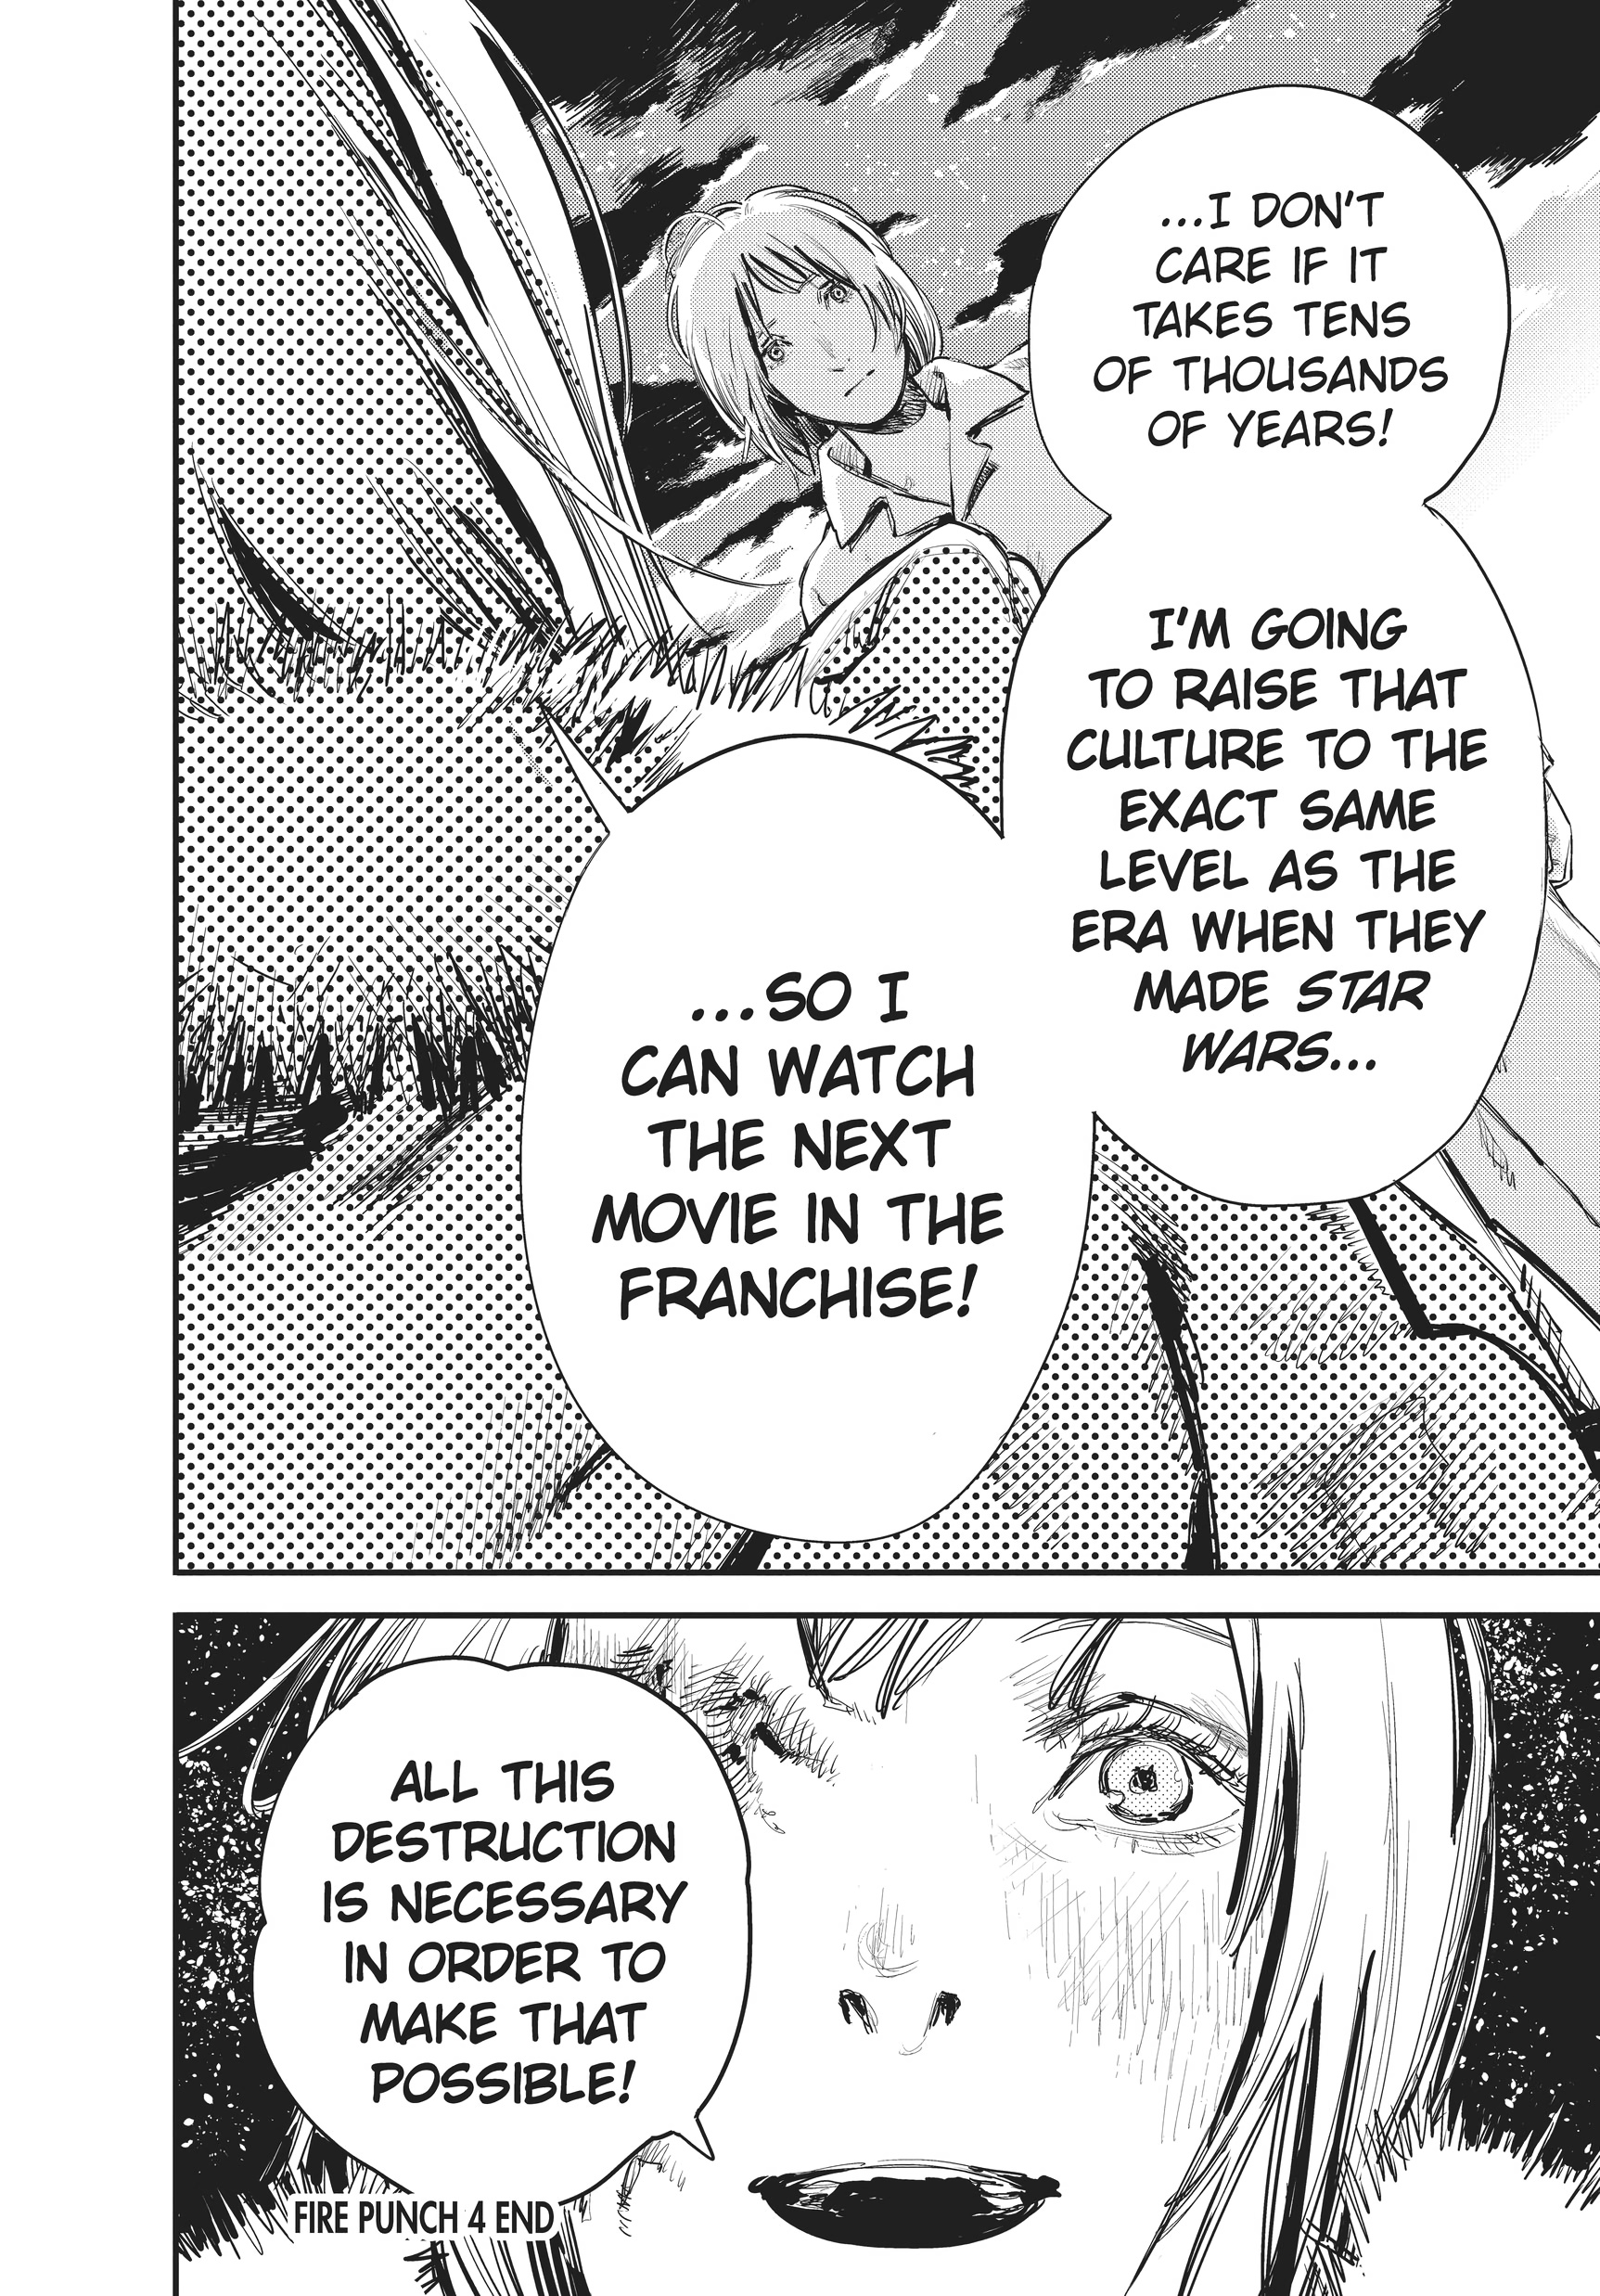 ...I DON'T
CARE IF IT
TAKES TENS
OF THOUSANDS
OF YEARS!
I'M GOING
TO RAISE THAT
CULTURE TO THE
EXACT SAME
LEVEL AS THE
ERA WHEN THEY
MADE STAR
WARS...
...SO I
CAN WATCH
THE NEXT
MOVIE IN THE
FRANCHISE!
ALL THIS
DESTRUCTION
IS NECESSARY
IN ORDER TO
MAKE THAT
POSSIBLE!
FIRE PUNCH 4 END